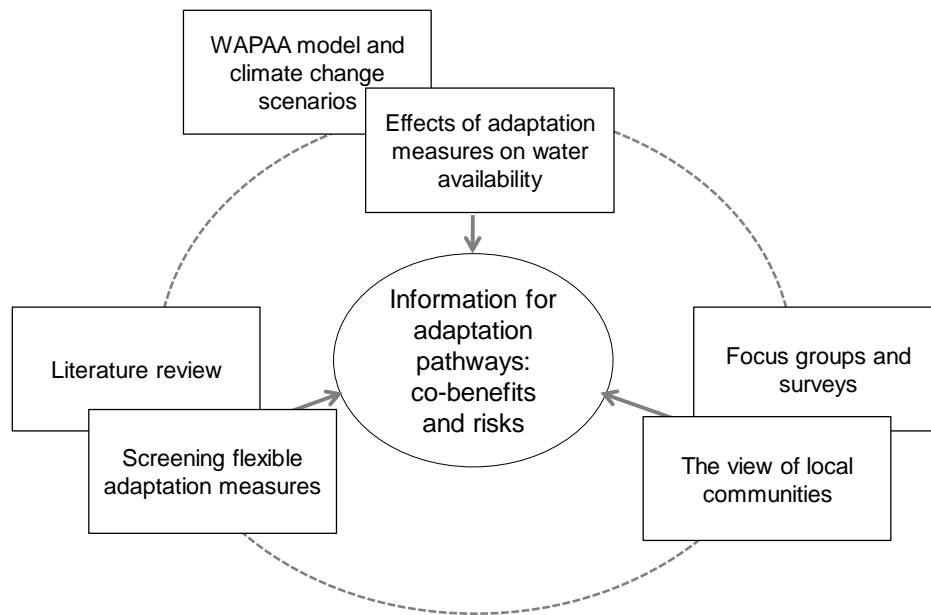 WAPAA model and
climate change
scenarios
Effects of adaptation
measures on water
availability
Information for
adaptation
pathways:
co-benefits
and risks
Literature review
Screening flexible
adaptation measures
Focus groups and
surveys
The view of local
communities